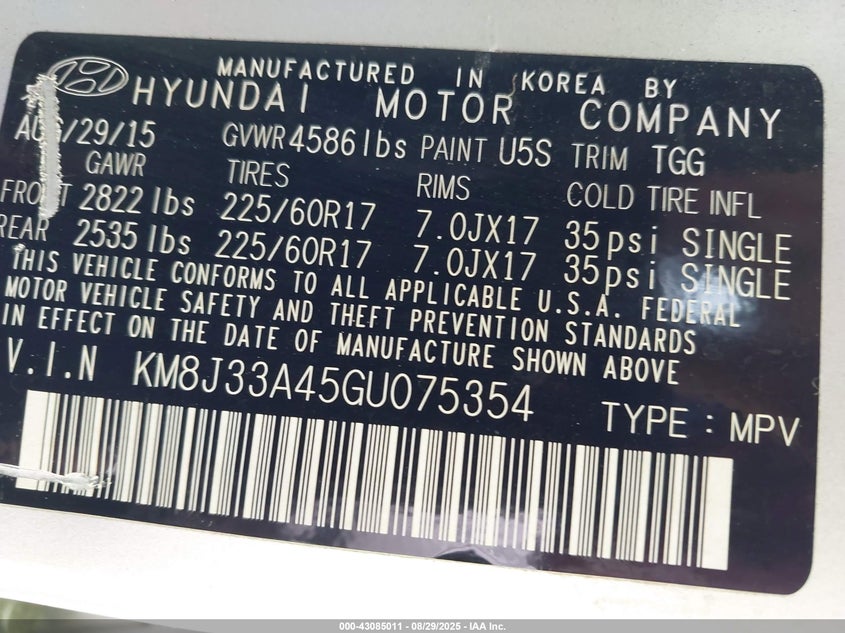 MANUFACTURED IN KOREA BY
HYUNDAI MOTOR COMPANY
/29/15 GVWR 4586 lbs PAINT U5S TRIM TGG
GAWR TIRES RIMS COLD TIRE INFL
FRONT 2822 lbs 225/60R17 7.0JX17 35psi SINGLE
REAR 2535 lbs 225/60R17 7.0JX17 35psi SINGLE
THIS VEHICLE CONFORMS TO ALL APPLICABLE U.S.A. FEDERAL
MOTOR VEHICLE SAFETY AND THEFT PREVENTION STANDARDS
IN EFFECT ON THE DATE OF MANUFACTURE SHOWN ABOVE
V.I.N KM8J33A45GU075354 TYPE : MPV
000-43085011 - 08/29/2025 - IAA Inc.